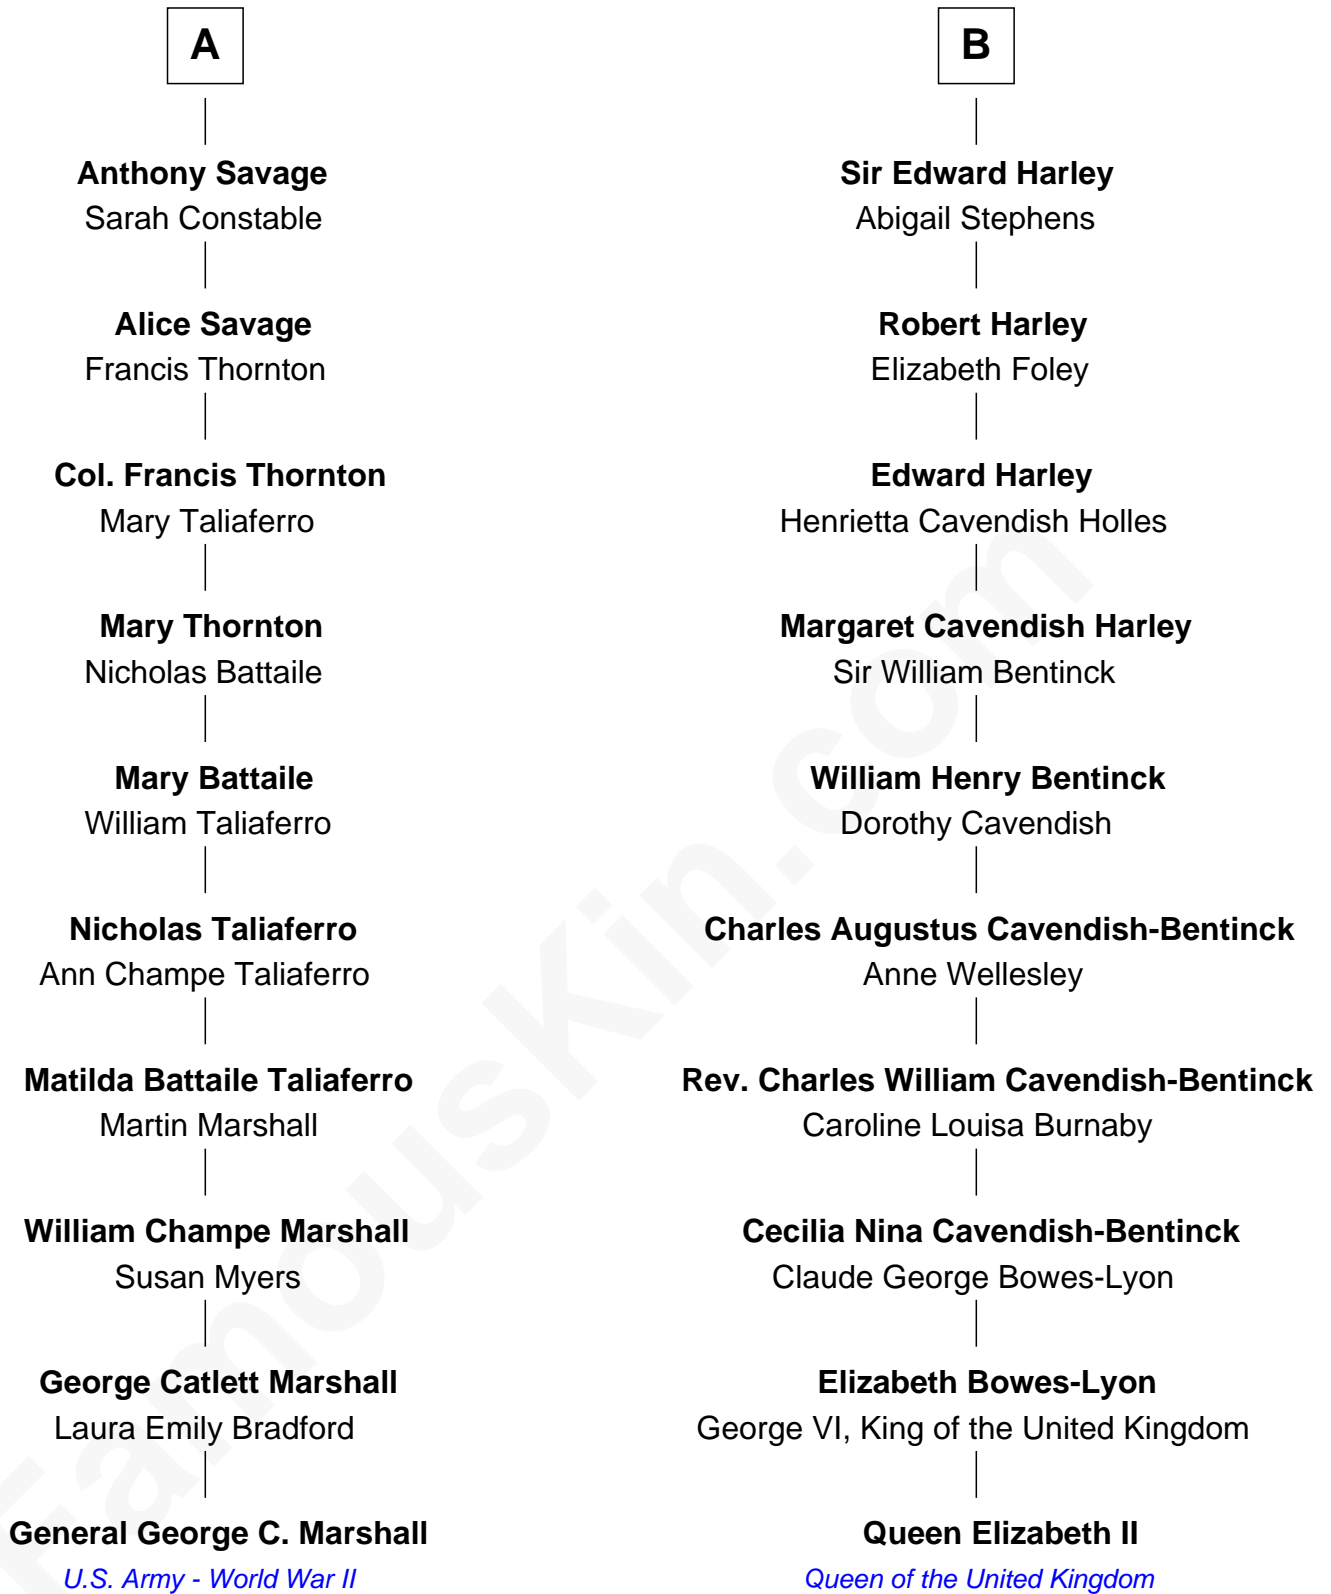 A
Anthony Savage
Sarah Constable
Alice Savage
Francis Thornton
Col. Francis Thornton
Mary Taliaferro
Mary Thornton
Nicholas Battaile
Mary Battaile
William Taliaferro
Nicholas Taliaferro
Ann Champe Taliaferro
Matilda Battaile Taliaferro
Martin Marshall
William Champe Marshall
Susan Myers
George Catlett Marshall
Laura Emily Bradford
General George C. Marshall
U.S. Army - World War II
B
Sir Edward Harley
Abigail Stephens
Robert Harley
Elizabeth Foley
Edward Harley
Henrietta Cavendish Holles
Margaret Cavendish Harley
Sir William Bentinck
William Henry Bentinck
Dorothy Cavendish
Charles Augustus Cavendish-Bentinck
Anne Wellesley
Rev. Charles William Cavendish-Bentinck
Caroline Louisa Burnaby
Cecilia Nina Cavendish-Bentinck
Claude George Bowes-Lyon
Elizabeth Bowes-Lyon
George VI, King of the United Kingdom
Queen Elizabeth II
Queen of the United Kingdom
FamousKin.com